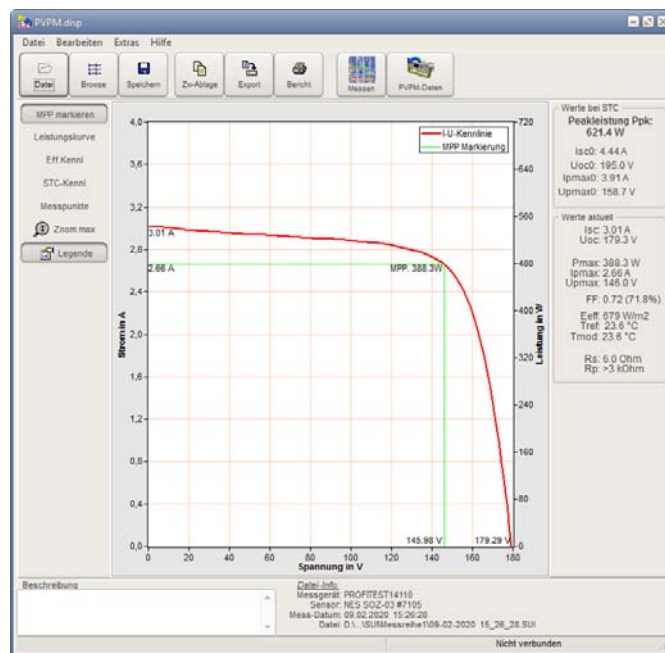 PVPM.disp
Datei Bearbeiten Extras Hilfe
Datei Browse Speichern Zw-Ablage Export Bericht Messen PVPM-Daten
MPP markieren
Leistungskurve
Eff.Kennl
STC-Kennl
Messpunkte
Zoom max
Legende
I-U-Kennlinie
MPP Markierung
4,0
3,6
3,2
2,8
2,4
2,0
1,6
1,2
0,8
0,4
0,0
Strom in A
3.01 A
2.66 A
MPP: 388.3W
145.98 V
179.29 V
720
640
560
480
400
320
240
160
80
0
Leistung in W
0 20 40 60 80 100 120 140 160 180
Spannung in V
Werte bei STC
Peakleistung Ppk:
621.4 W
Isc0: 4.44 A
Uoc0: 195.0 V
Ipmax0: 3.91 A
Upmax0: 158.7 V
Werte aktuell
Isc: 3.01 A
Uoc: 179.3 V
Pmax: 388.3 W
Ipmax: 2.66 A
Upmax: 146.0 V
FF: 0.72 (71.8%)
Eeff: 679 W/m2
Tref: 23.6 °C
Tmod: 23.6 °C
Rs: 6.0 Ohm
Rp: >3 kOhm
Beschreibung
Datei-Info:
Messgerät: PROFITEST14110
Sensor: NES SOZ-03 #7105
Mess-Datum: 09.02.2020 15:26:28
Datei: D:\...\SUI\Messreihe1\09-02-2020 15_26_28.SUI
Nicht verbunden